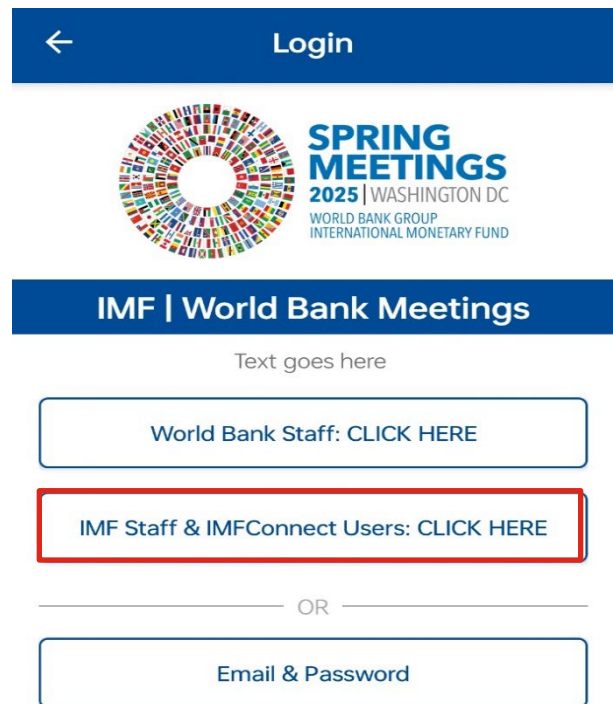 Login
SPRING
MEETINGS
2025 | WASHINGTON DC
WORLD BANK GROUP
INTERNATIONAL MONETARY FUND
IMF | World Bank Meetings
Text goes here
World Bank Staff: CLICK HERE
IMF Staff & IMFConnect Users: CLICK HERE
OR
Email & Password